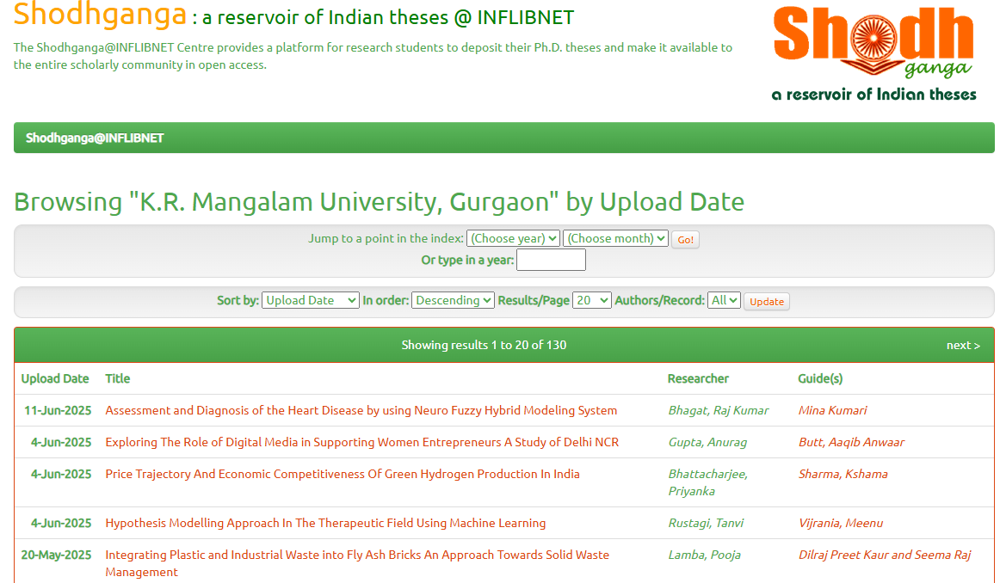 Shodhganga : a reservoir of Indian theses @ INFLIBNET
The Shodhganga@INFLIBNET Centre provides a platform for research students to deposit their Ph.D. theses and make it available to
the entire scholarly community in open access.
Shodh
ganga
a reservoir of Indian theses
Shodhganga@INFLIBNET
Browsing "K.R. Mangalam University, Gurgaon" by Upload Date
Jump to a point in the index: (Choose year) (Choose month) Go!
Or type in a year:
Sort by: Upload Date In order: Descending Results/Page 20 Authors/Record: All Update
Showing results 1 to 20 of 130 next >
Upload Date Title Researcher Guide(s)
11-Jun-2025 Assessment and Diagnosis of the Heart Disease by using Neuro Fuzzy Hybrid Modeling System Bhagat, Raj Kumar Mina Kumari
4-Jun-2025 Exploring The Role of Digital Media in Supporting Women Entrepreneurs A Study of Delhi NCR Gupta, Anurag Butt, Aaqib Anwaar
4-Jun-2025 Price Trajectory And Economic Competitiveness Of Green Hydrogen Production In India Bhattacharjee, Sharma, Kshama
Priyanka
4-Jun-2025 Hypothesis Modelling Approach In The Therapeutic Field Using Machine Learning Rustagi, Tanvi Vijrania, Meenu
20-May-2025 Integrating Plastic and Industrial Waste into Fly Ash Bricks An Approach Towards Solid Waste Lamba, Pooja Dilraj Preet Kaur and Seema Raj
Management